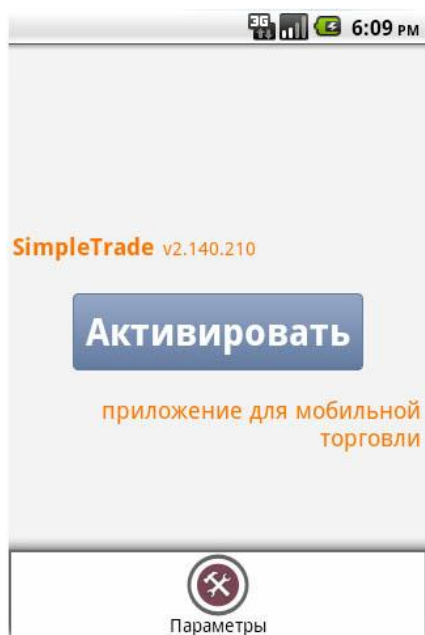 3G 6:09 PM
SimpleTrade v2.140.210
Активировать
приложение для мобильной
торговли
Параметры